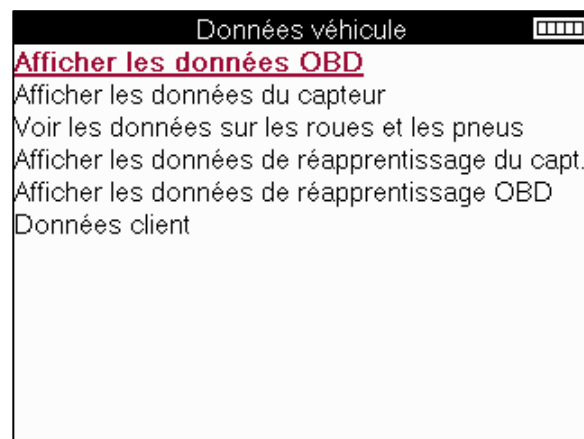 Données véhicule
Afficher les données OBD
Afficher les données du capteur
Voir les données sur les roues et les pneus
Afficher les données de réapprentissage du capt.
Afficher les données de réapprentissage OBD
Données client